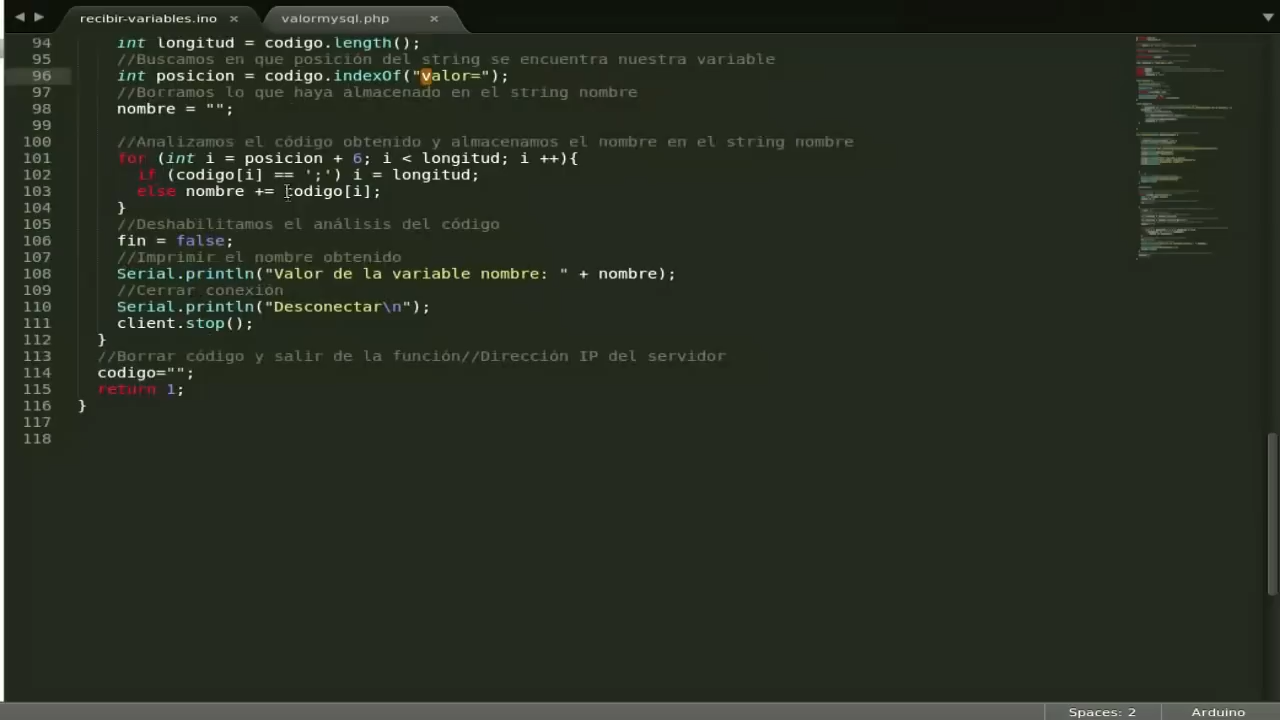 recibir-variables.ino × valormysql.php ×
94 int longitud = codigo.length();
95 //Buscamos en que posición del string se encuentra nuestra variable
96 int posicion = codigo.indexOf("valor=");
97 //Borramos lo que haya almacenado en el string nombre
98 nombre = "";
99
100 //Analizamos el código obtenido y almacenamos el nombre en el string nombre
101 for (int i = posicion + 6; i < longitud; i ++){
102 if (codigo[i] == ';') i = longitud;
103 else nombre += codigo[i];
104 }
105 //Deshabilitamos el análisis del código
106 fin = false;
107 //Imprimir el nombre obtenido
108 Serial.println("Valor de la variable nombre: " + nombre);
109 //Cerrar conexión
110 Serial.println("Desconectar\n");
111 client.stop();
112 }
113 //Borrar código y salir de la función//Dirección IP del servidor
114 codigo="";
115 return 1;
116 }
117
118
Spaces: 2 Arduino